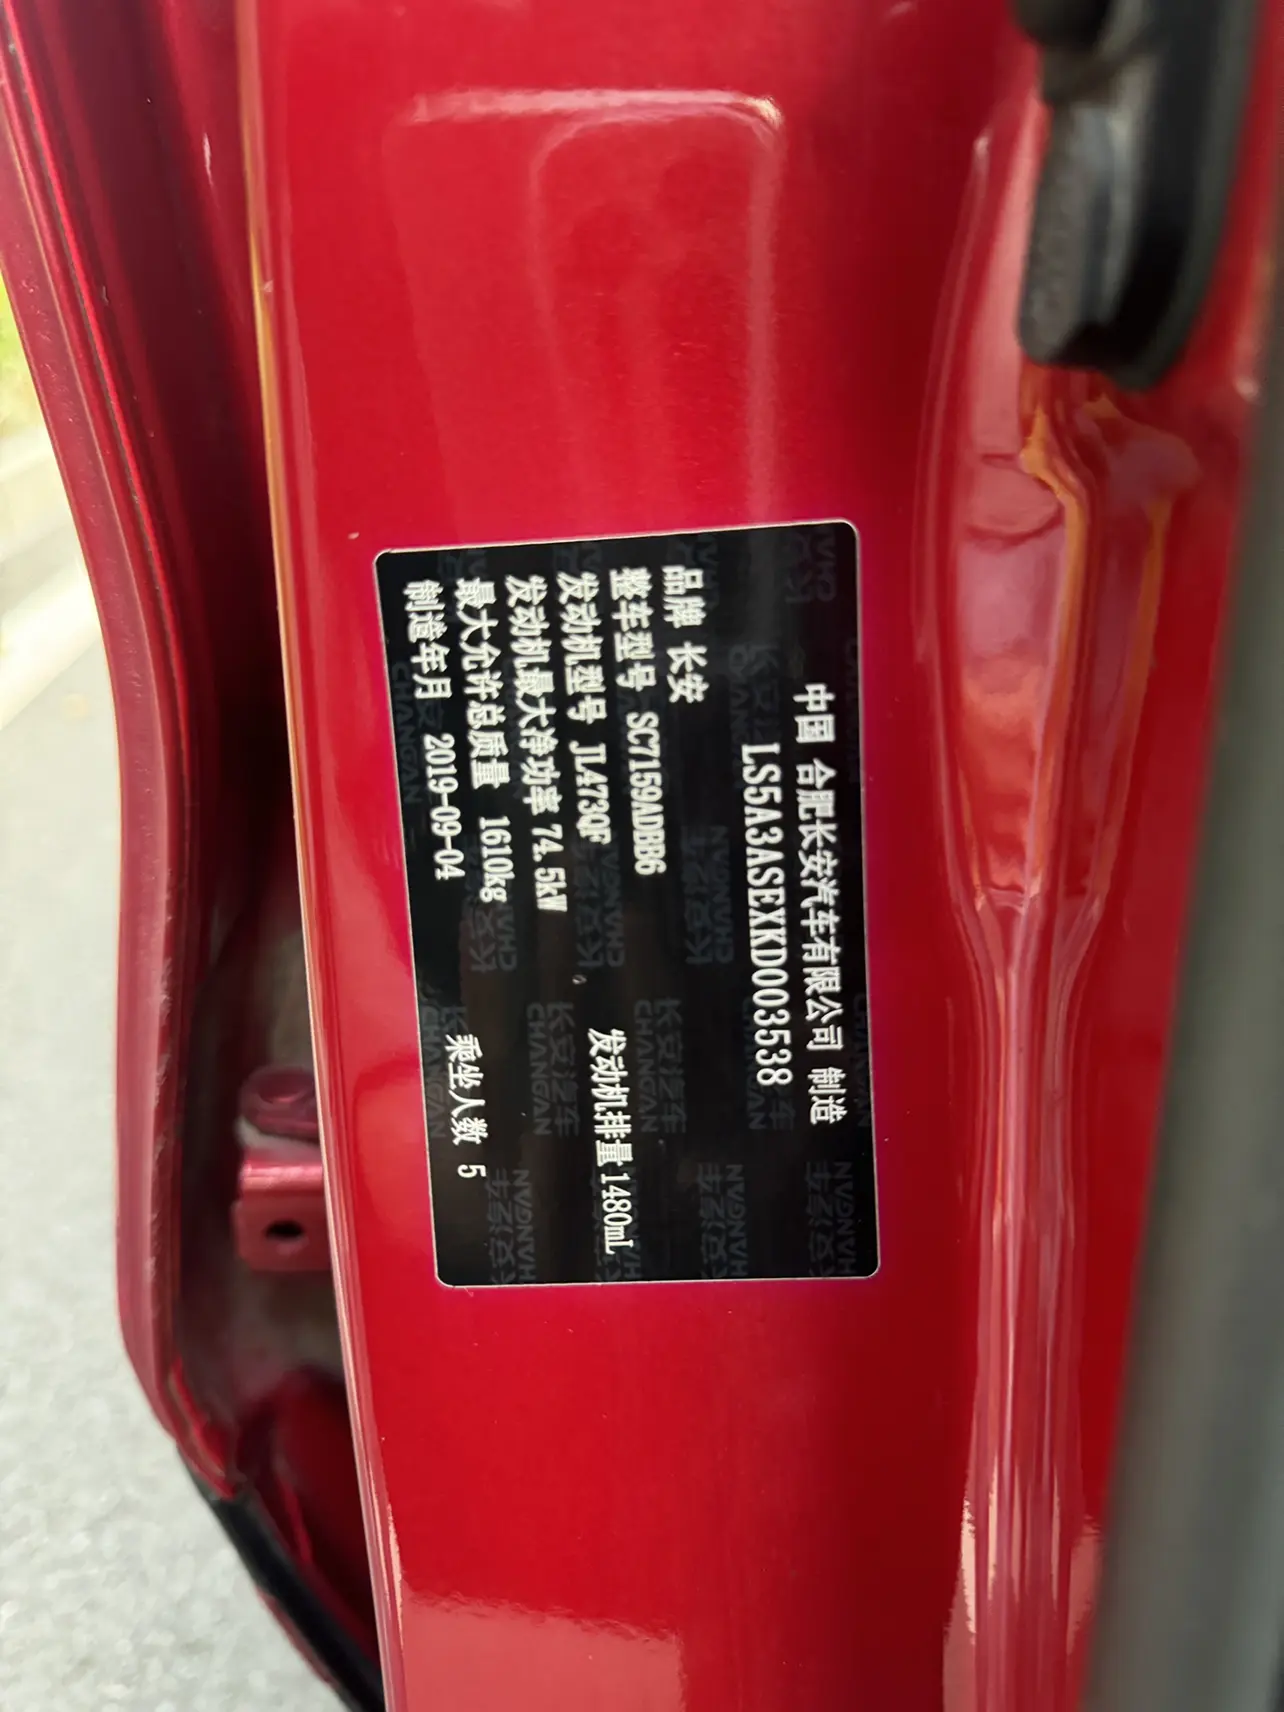 中国 合肥长安汽车有限公司 制造
LS5A3ASEXKD003538
品牌 长安
整车型号 SC7159ADBB6
发动机型号 JL473QF 发动机排量 1480mL
发动机最大净功率 74.5kW
最大允许总质量 1610kg
制造年月 2019-09-04 乘坐人数 5